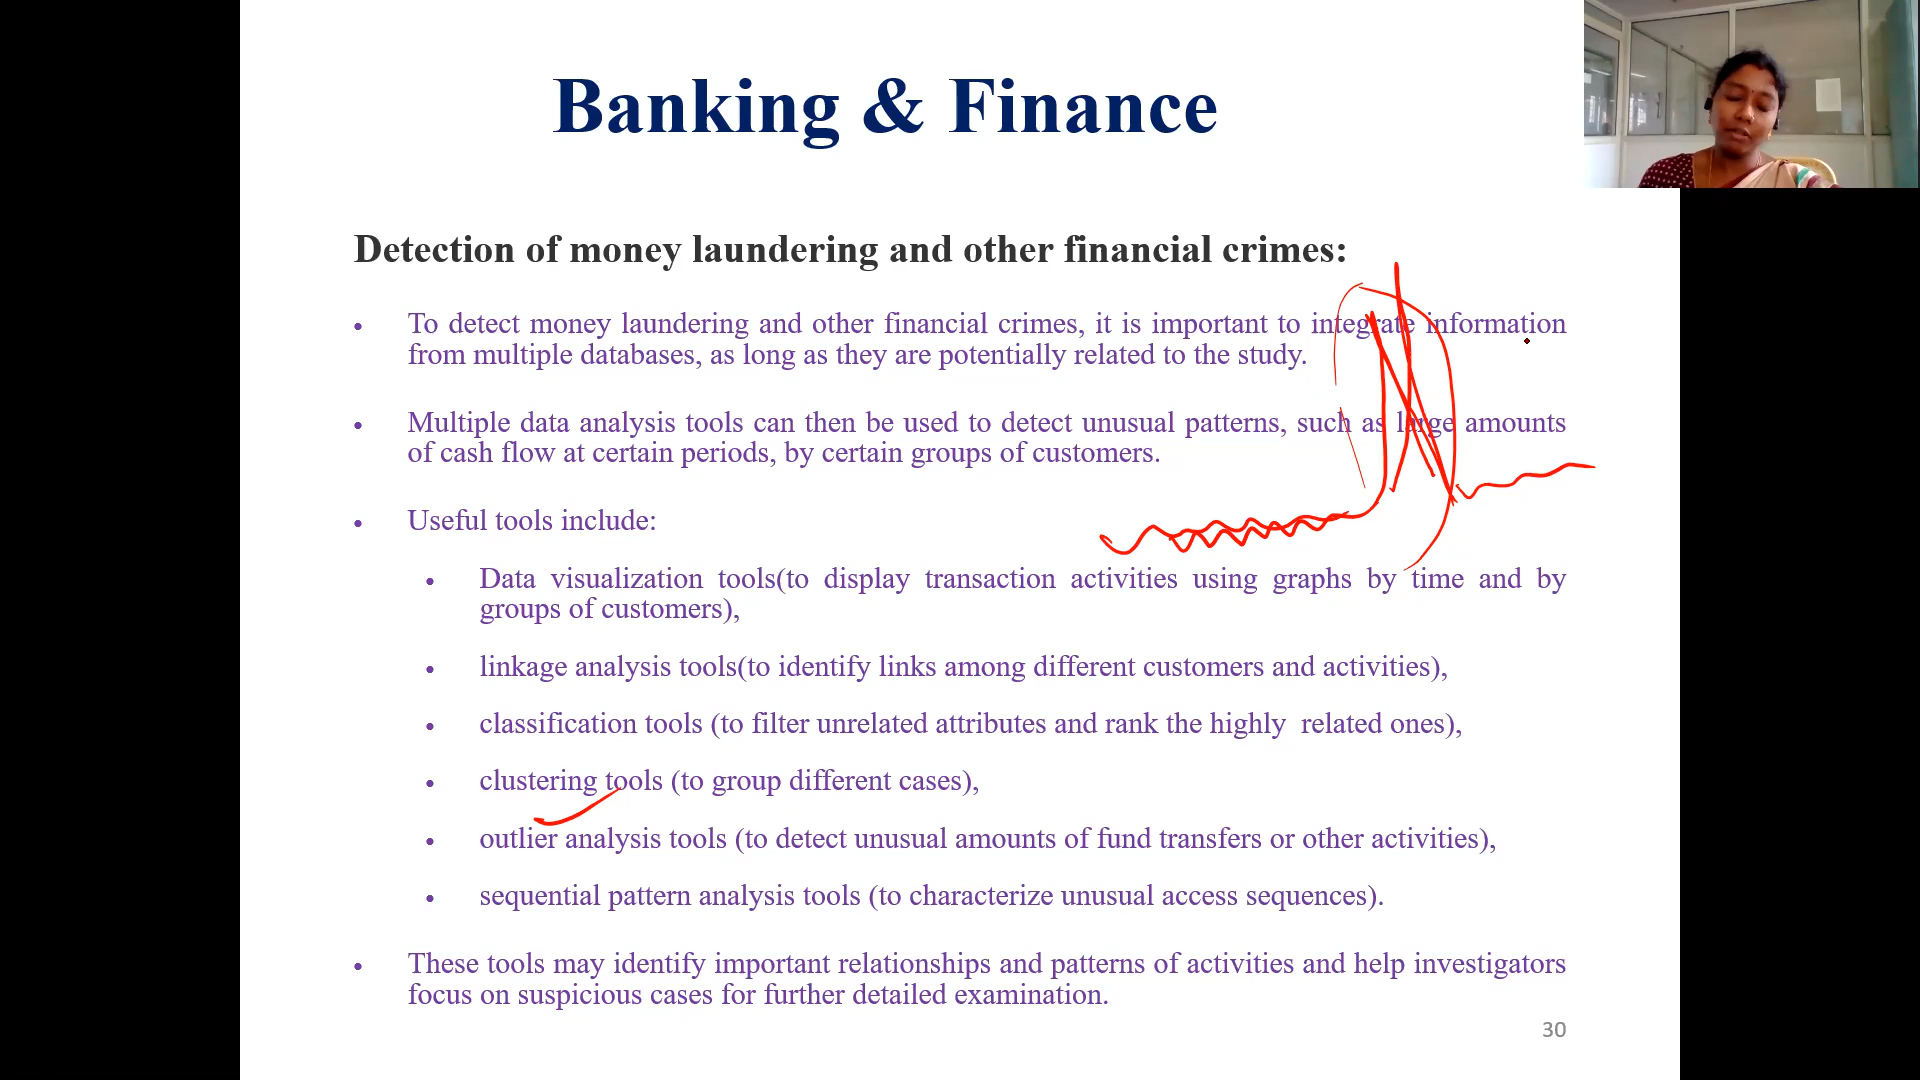 Banking & Finance
Detection of money laundering and other financial crimes:
• To detect money laundering and other financial crimes, it is important to integrate information
from multiple databases, as long as they are potentially related to the study.
• Multiple data analysis tools can then be used to detect unusual patterns, such as large amounts
of cash flow at certain periods, by certain groups of customers.
• Useful tools include:
• Data visualization tools(to display transaction activities using graphs by time and by
groups of customers),
• linkage analysis tools(to identify links among different customers and activities),
• classification tools (to filter unrelated attributes and rank the highly  related ones),
• clustering tools (to group different cases),
• outlier analysis tools (to detect unusual amounts of fund transfers or other activities),
• sequential pattern analysis tools (to characterize unusual access sequences).
• These tools may identify important relationships and patterns of activities and help investigators
focus on suspicious cases for further detailed examination.
30